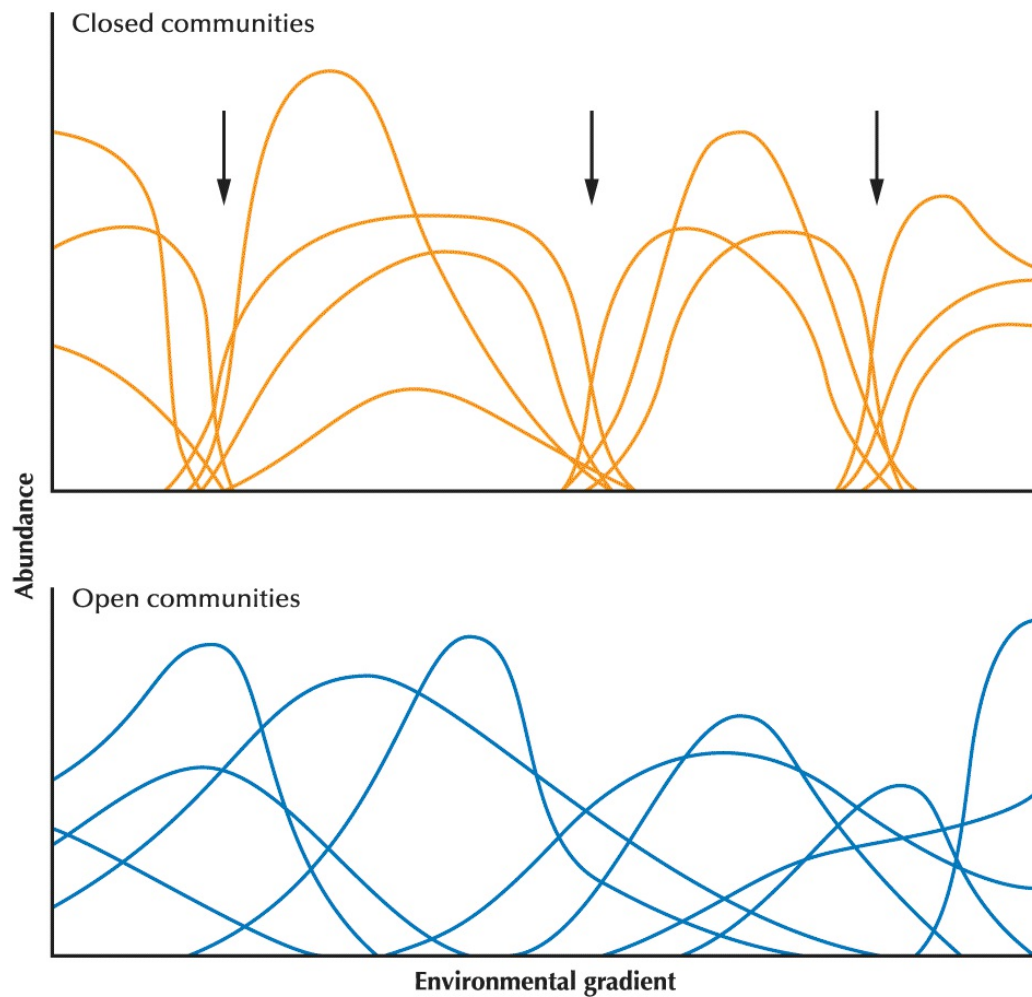 Closed communities
Abundance
Open communities
Environmental gradient